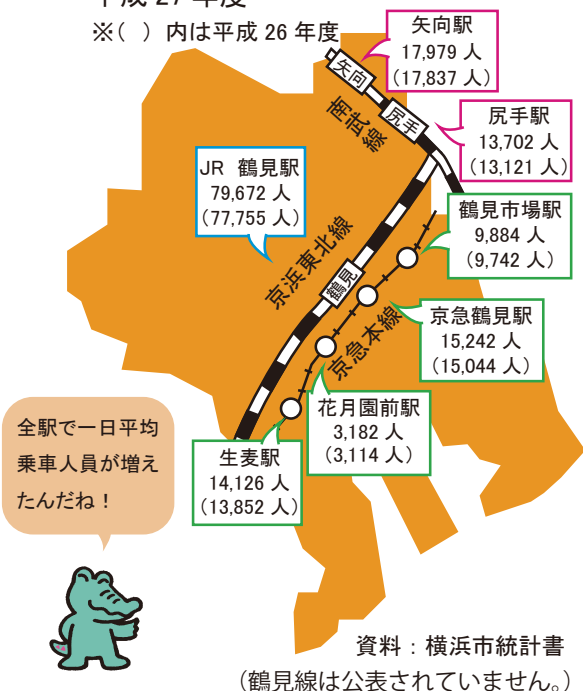 平成 27 年度
※( ) 内は平成 26 年度
矢向駅
17,979 人
(17,837 人)
矢向
尻手
南武線
尻手駅
13,702 人
(13,121 人)
JR 鶴見駅
79,672 人
(77,755 人)
鶴見市場駅
9,884 人
(9,742 人)
京浜東北線
鶴見
京急本線
京急鶴見駅
15,242 人
(15,044 人)
花月園前駅
3,182 人
(3,114 人)
生麦駅
14,126 人
(13,852 人)
全駅で一日平均
乗車人員が増え
たんだね！
資料：横浜市統計書
(鶴見線は公表されていません。)